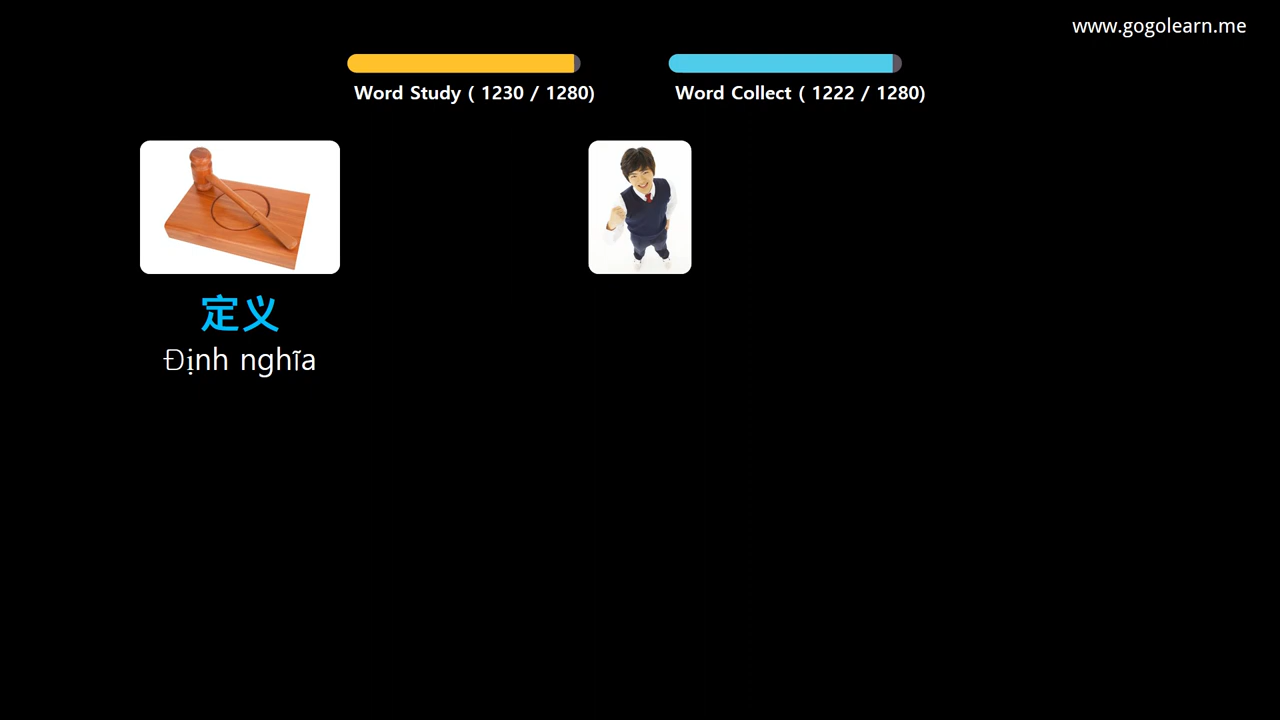 www.gogolearn.me
Word Study ( 1230 / 1280)
Word Collect ( 1222 / 1280)
定义
Định nghĩa